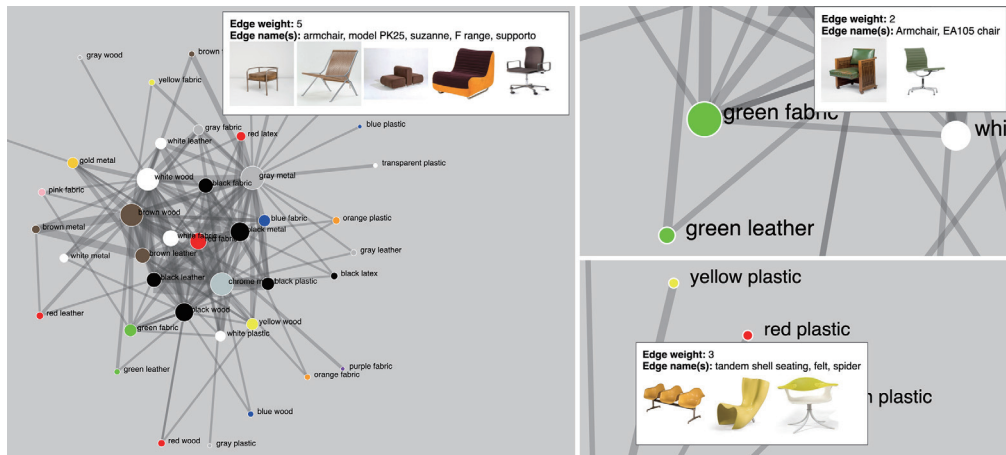 Edge weight: 5
Edge name(s): armchair, model PK25, suzanne, F range, supporto
gray wood
brown
yellow fabric
gray fabric
red latex
blue plastic
white leather
gold metal
transparent plastic
white wood
black fabric
gray metal
pink fabric
brown wood
blue fabric
orange plastic
brown metal
black metal
white fabric
red fabric
white metal
brown leather
gray leather
black leather
chrome m
black plastic
black latex
black wood
red leather
green fabric
yellow wood
white plastic
green leather
purple fabric
orange fabric
blue wood
red wood
gray plastic
Edge weight: 2
Edge name(s): Armchair, EA105 chair
green fabric
whi
green leather
yellow plastic
red plastic
Edge weight: 3
Edge name(s): tandem shell seating, felt, spider
n plastic